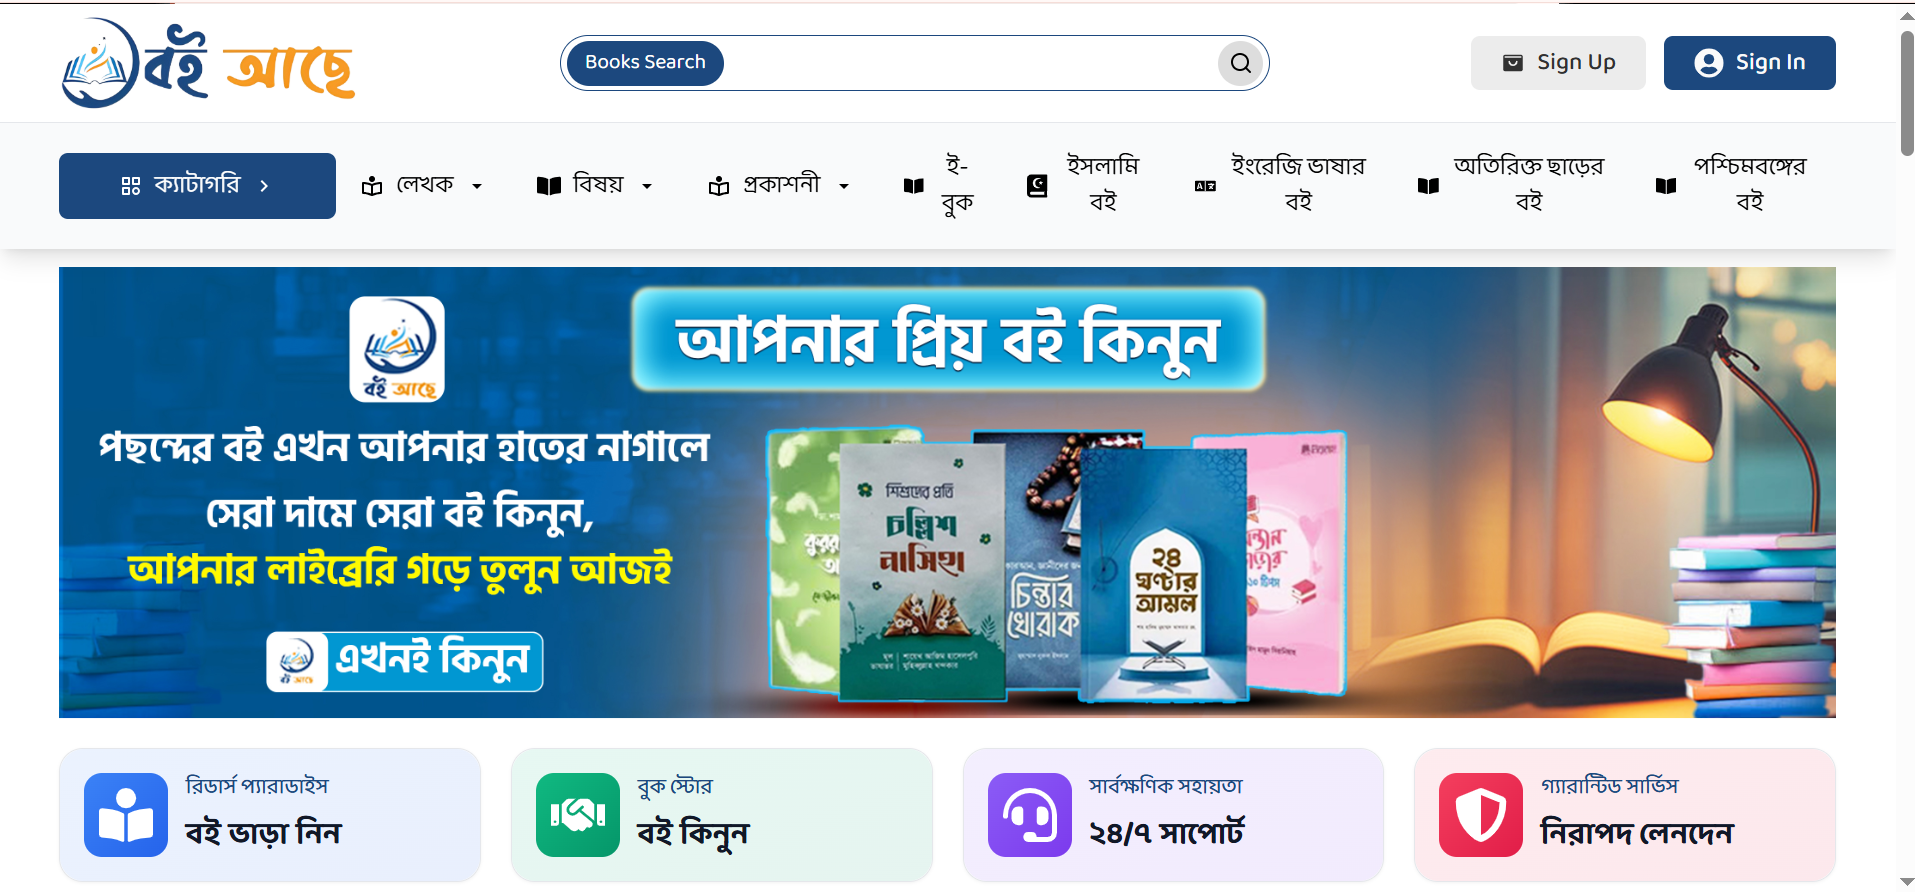 বই আছে
Books Search
Sign Up
Sign In
ক্যাটাগরি
লেখক
বিষয়
প্রকাশনী
ই-
বুক
ইসলামি
বই
ইংরেজি ভাষার
বই
অতিরিক্ত ছাড়ের
বই
পশ্চিমবঙ্গের
বই
বই আছে
আপনার প্রিয় বই কিনুন
পছন্দের বই এখন আপনার হাতের নাগালে
সেরা দামে সেরা বই কিনুন,
আপনার লাইব্রেরি গড়ে তুলুন আজই
বই আছে
এখনই কিনুন
শিশুদের প্রতি
চল্লিশ
নাসিহা
চিন্তার
খোরাক
২৪
ঘণ্টার
আমল
রিডার্স প্যারাডাইস
বই ভাড়া নিন
বুক স্টোর
বই কিনুন
সার্বক্ষণিক সহায়তা
২৪/৭ সাপোর্ট
গ্যারান্টিড সার্ভিস
নিরাপদ লেনদেন